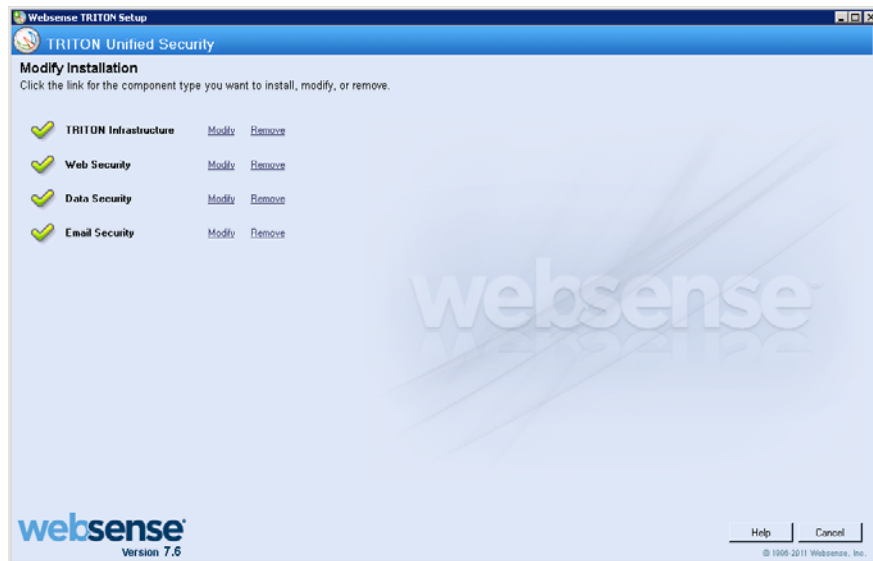 Websense TRITON Setup
TRITON Unified Security
Modify Installation
Click the link for the component type you want to install, modify, or remove.
TRITON Infrastructure Modify Remove
Web Security Modify Remove
Data Security Modify Remove
Email Security Modify Remove
websense
websense
Version 7.6
Help Cancel
© 1996-2011 Websense, Inc.